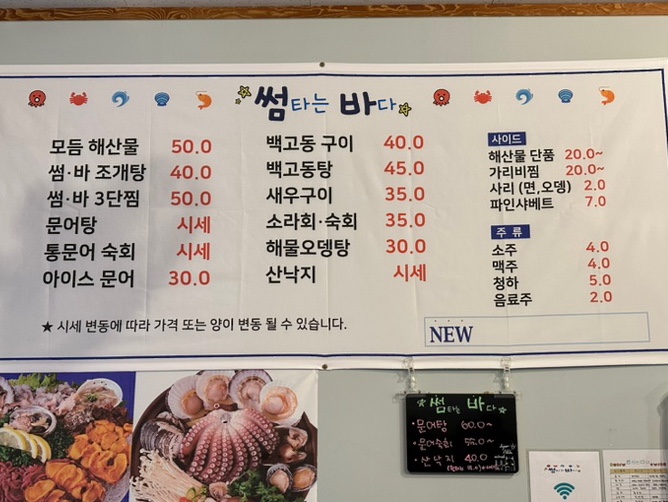 썸타는 바다
모듬 해산물 50.0
썸·바 조개탕 40.0
썸·바 3단찜 50.0
문어탕 시세
통문어 숙회 시세
아이스 문어 30.0
백고동 구이 40.0
백고동탕 45.0
새우구이 35.0
소라회·숙회 35.0
해물오뎅탕 30.0
산낙지 시세
사이드
해산물 단품 20.0~
가리비찜 20.0~
사리 (면,오뎅) 2.0
파인샤베트 7.0
주 류
소주 4.0
맥주 4.0
청하 5.0
음료주 2.0
★ 시세 변동에 따라 가격 또는 양이 변동 될 수 있습니다.
NEW
썸타는 바다
·문어탕 60.0~
·문어숙회 55.0~
·산낙지 40.0
썸타는 바다